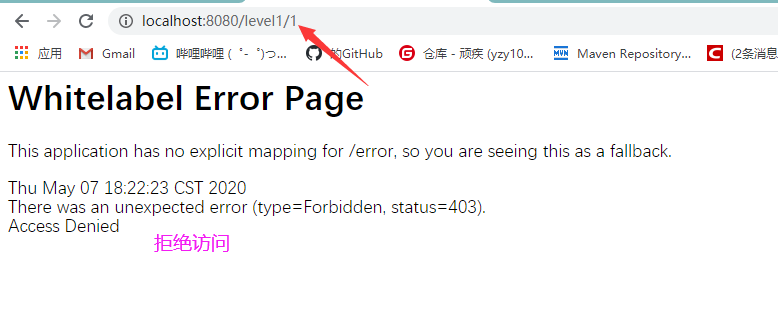 localhost:8080/level1/1
应用 Gmail 哔哩哔哩 ( ゜- ゜)つ... 的GitHub 仓库 - 顽疾 (yzy10... Maven Repository... (2条消息
Whitelabel Error Page
This application has no explicit mapping for /error, so you are seeing this as a fallback.
Thu May 07 18:22:23 CST 2020
There was an unexpected error (type=Forbidden, status=403).
Access Denied
拒绝访问